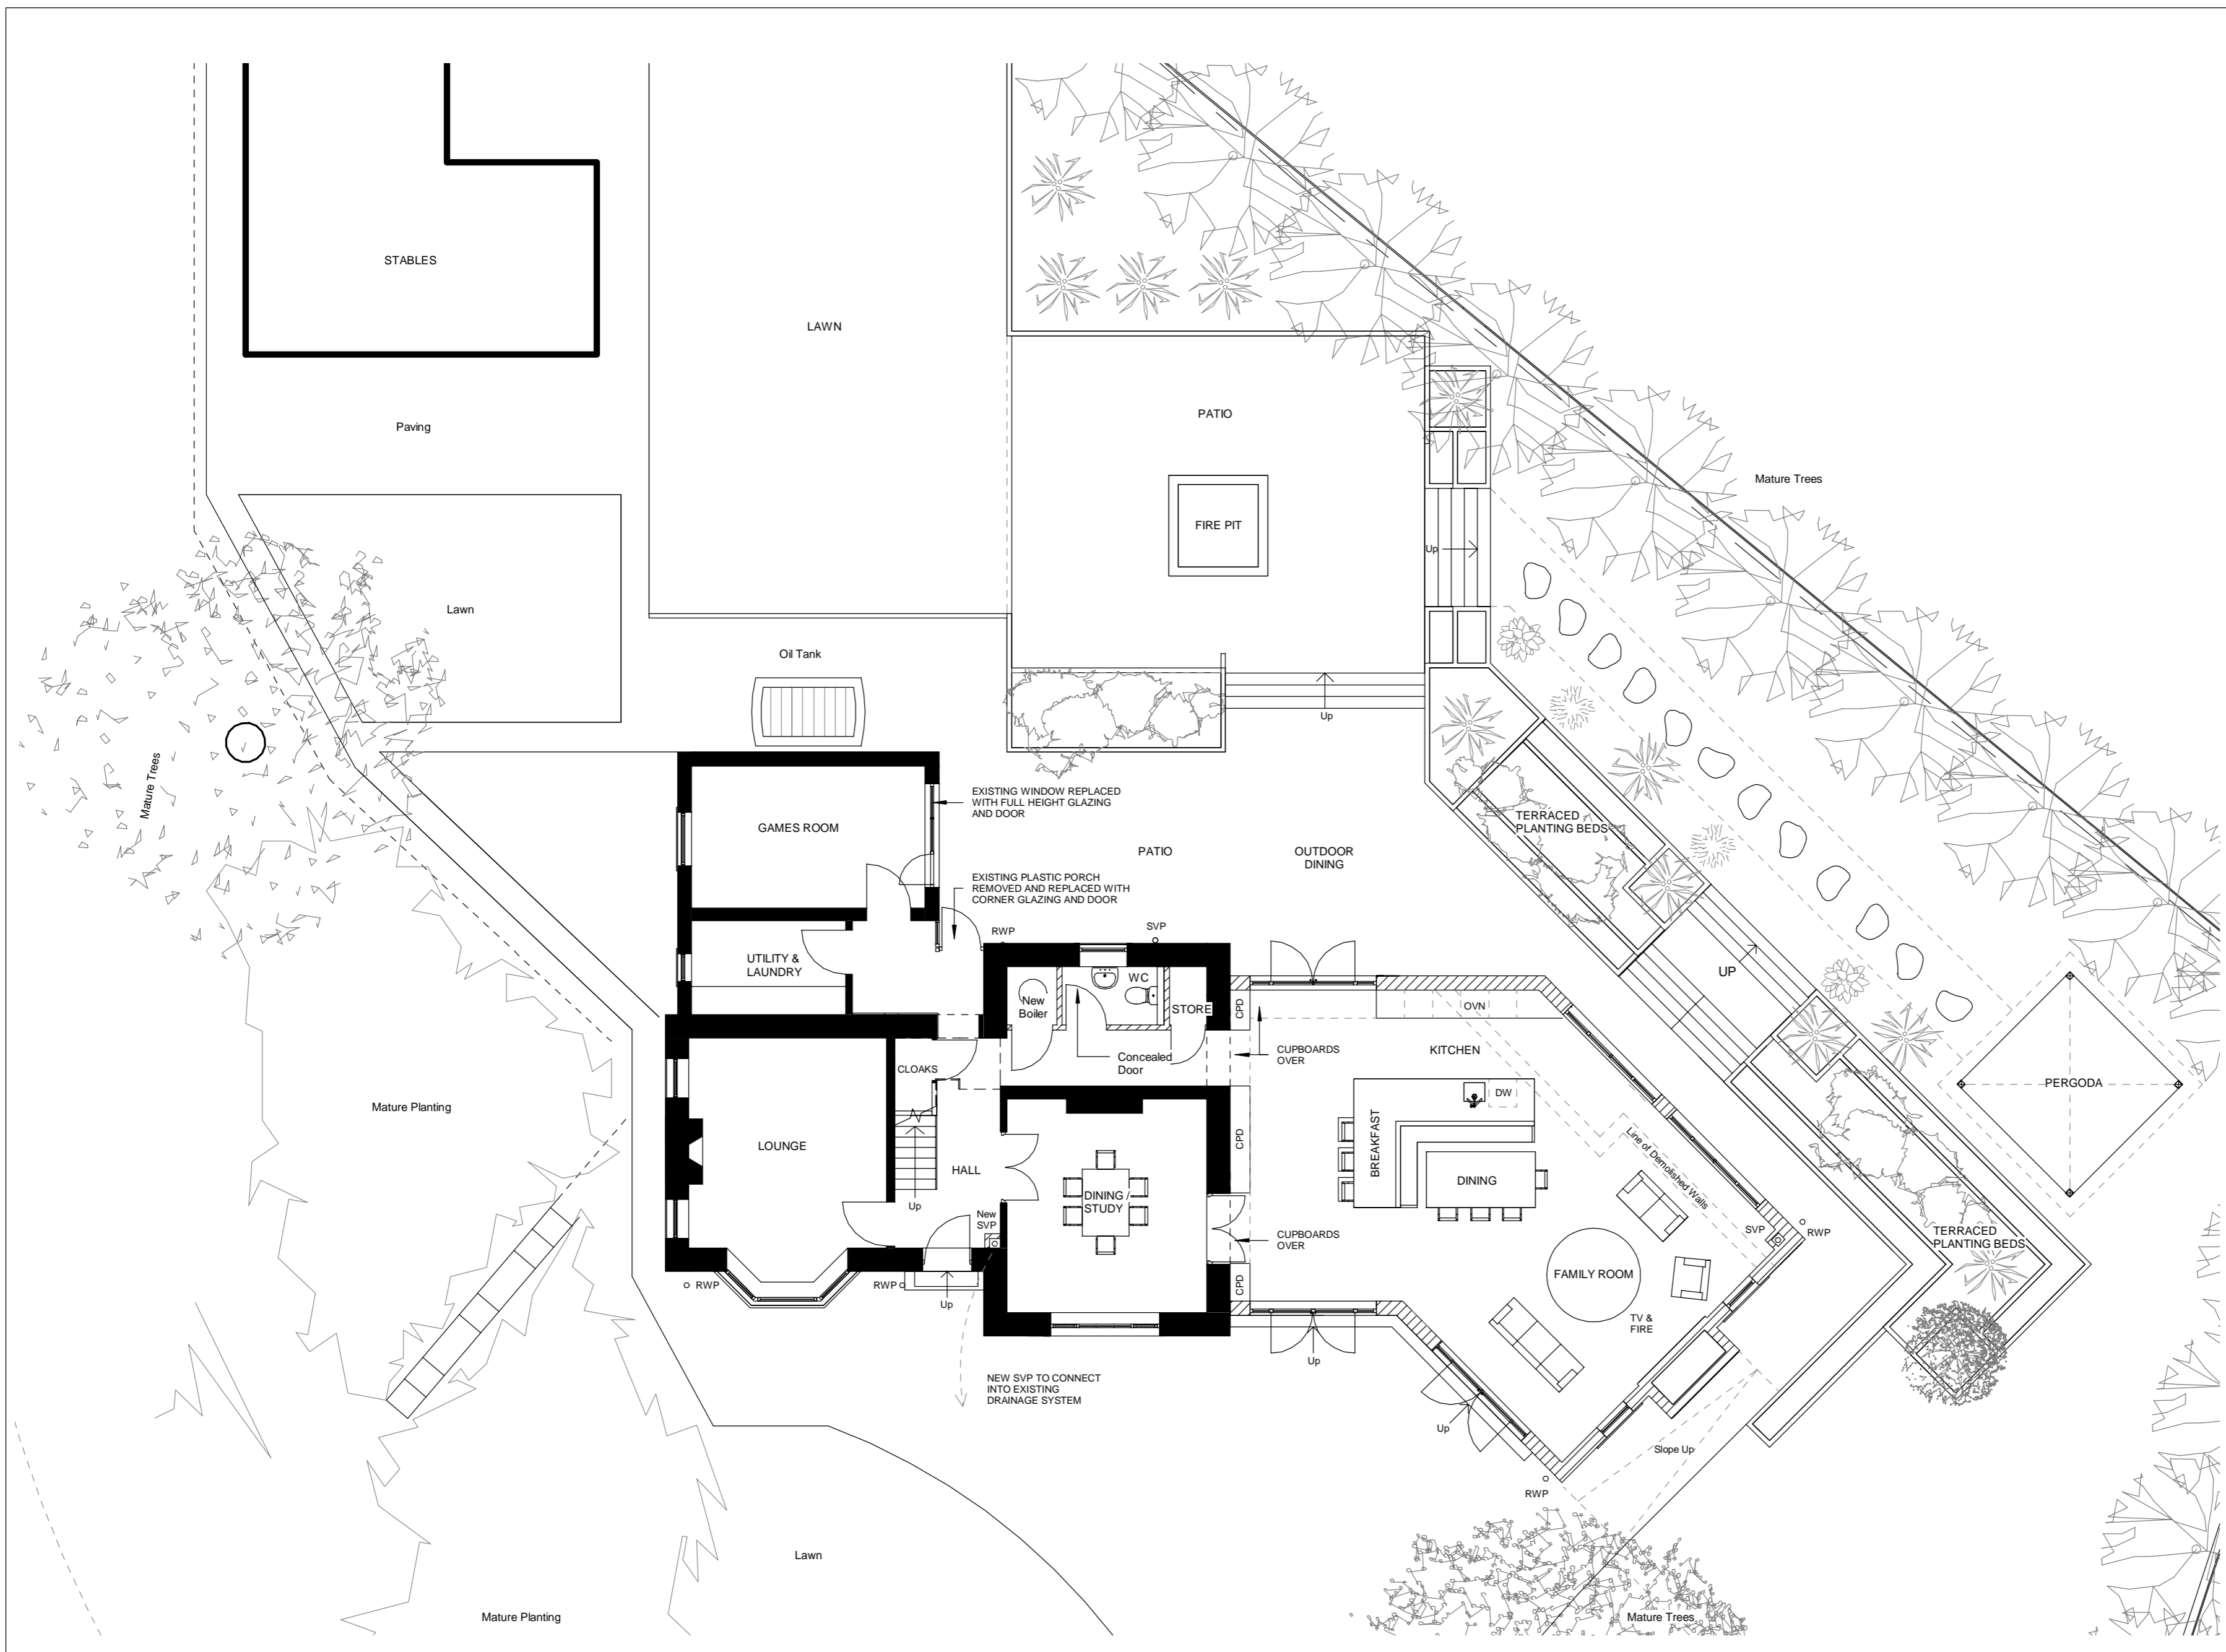 STABLES
LAWN
PATIO
Paving
Mature Trees
FIRE PIT
Up
Lawn
Oil Tank
Up
Mature Trees
EXISTING WINDOW REPLACED
WITH FULL HEIGHT GLAZING
AND DOOR
GAMES ROOM
TERRACED
PLANTING BEDS
PATIO
OUTDOOR
DINING
EXISTING PLASTIC PORCH
REMOVED AND REPLACED WITH
CORNER GLAZING AND DOOR
RWP
SVP
UTILITY &
LAUNDRY
WC
UP
New
Boiler
STORE
CPD
OVN
Concealed
Door
CUPBOARDS
OVER
KITCHEN
CLOAKS
PERGODA
DW
Mature Planting
BREAKFAST
CPD
LOUNGE
Line of Demolished Walls
HALL
DINING
DINING /
STUDY
Up
New
SVP
SVP
RWP
CUPBOARDS
OVER
TERRACED
PLANTING BEDS
FAMILY ROOM
CPD
RWP
RWP
Up
TV &
FIRE
Up
NEW SVP TO CONNECT
INTO EXISTING
DRAINAGE SYSTEM
Up
Slope Up
RWP
Lawn
Mature Planting
Mature Trees